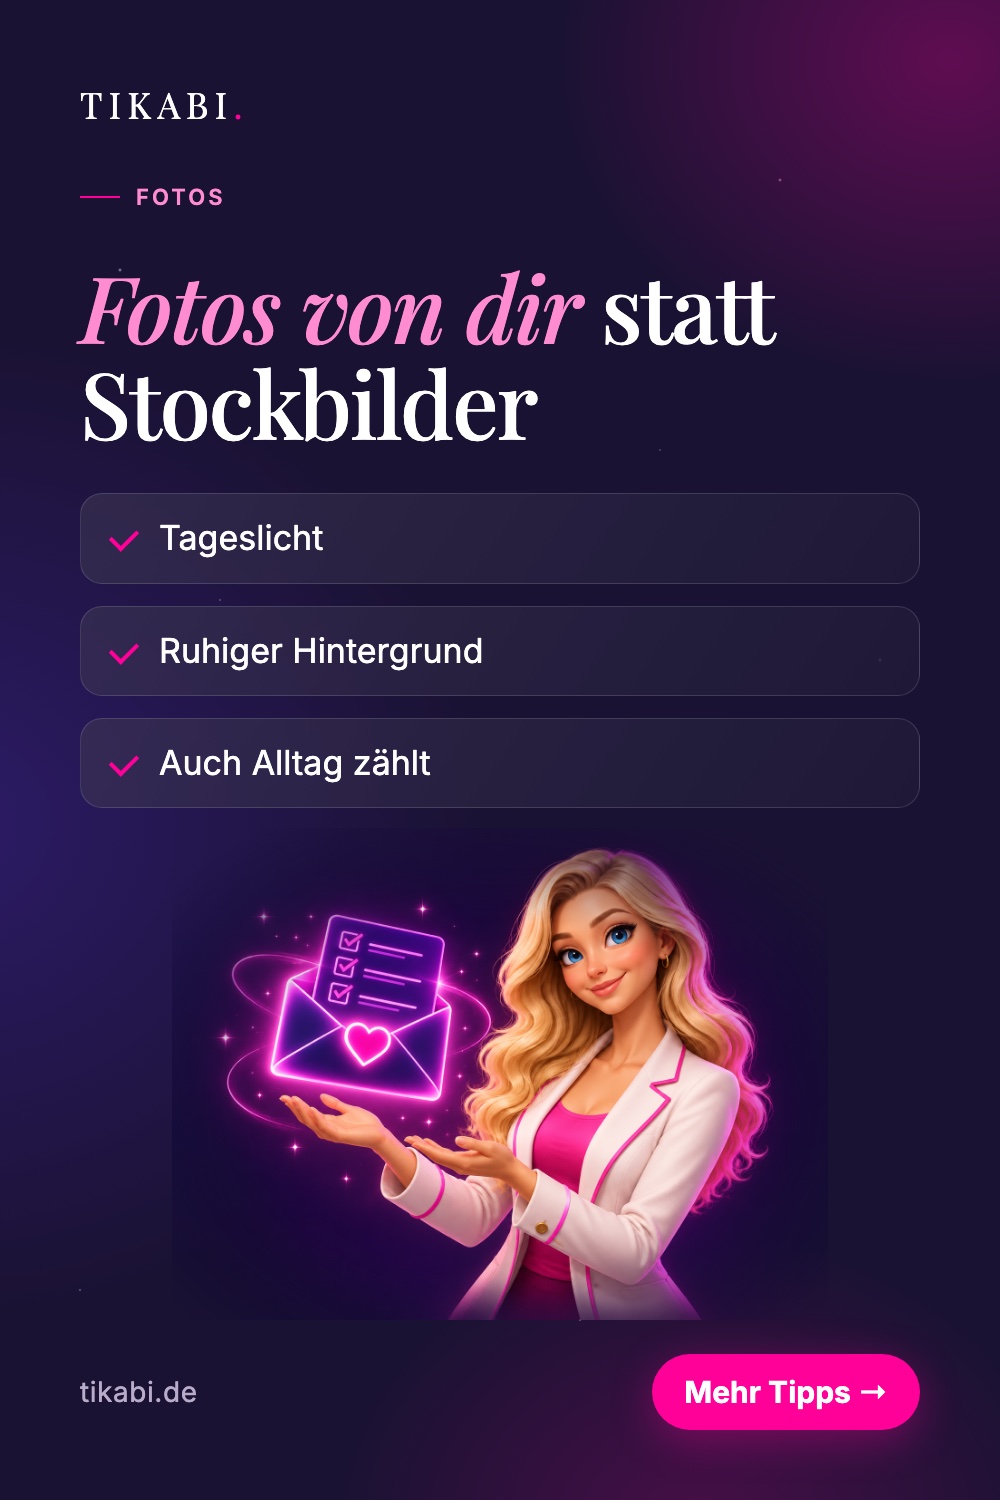 TIKABI.
FOTOS
Fotos von dir statt
Stockbilder
Tageslicht
Ruhiger Hintergrund
Auch Alltag zählt
tikabi.de
Mehr Tipps →